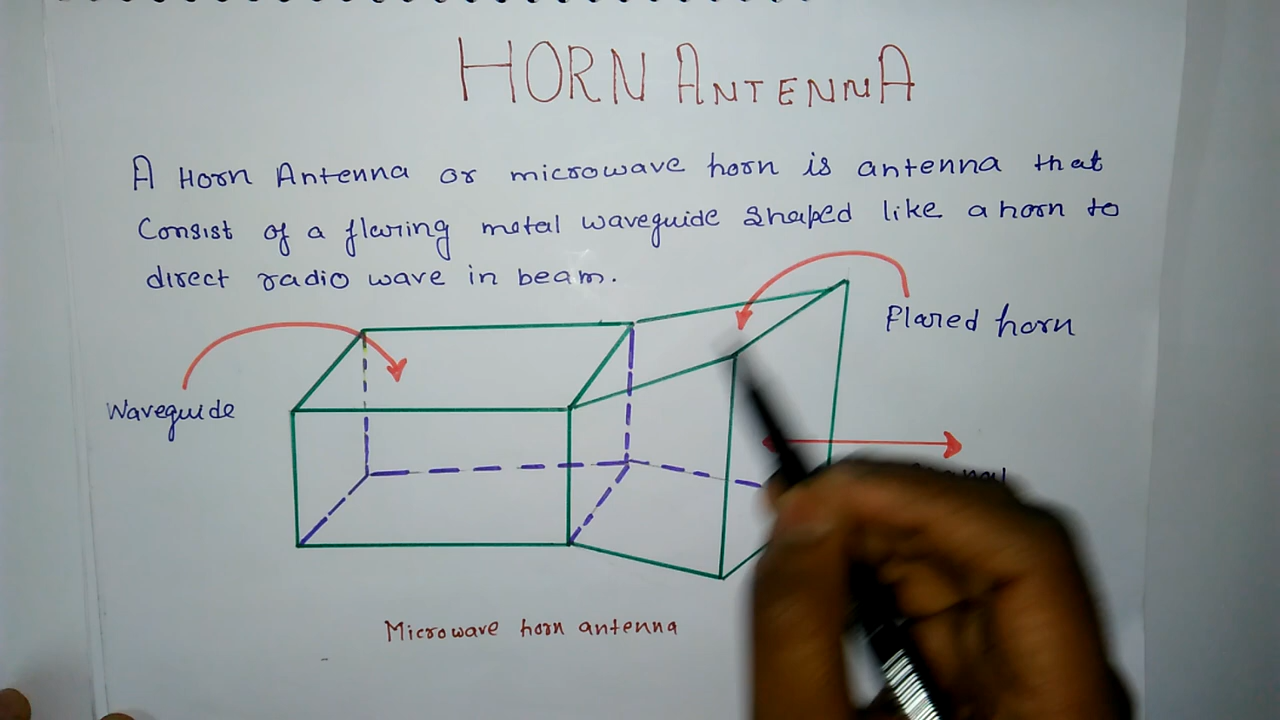 HORN ANTENNA
A Horn Antenna or microwave horn is antenna that
Consist of a flaring metal waveguide shaped like a horn to
direct radio wave in beam.
Flared horn
Waveguide
Microwave horn antenna